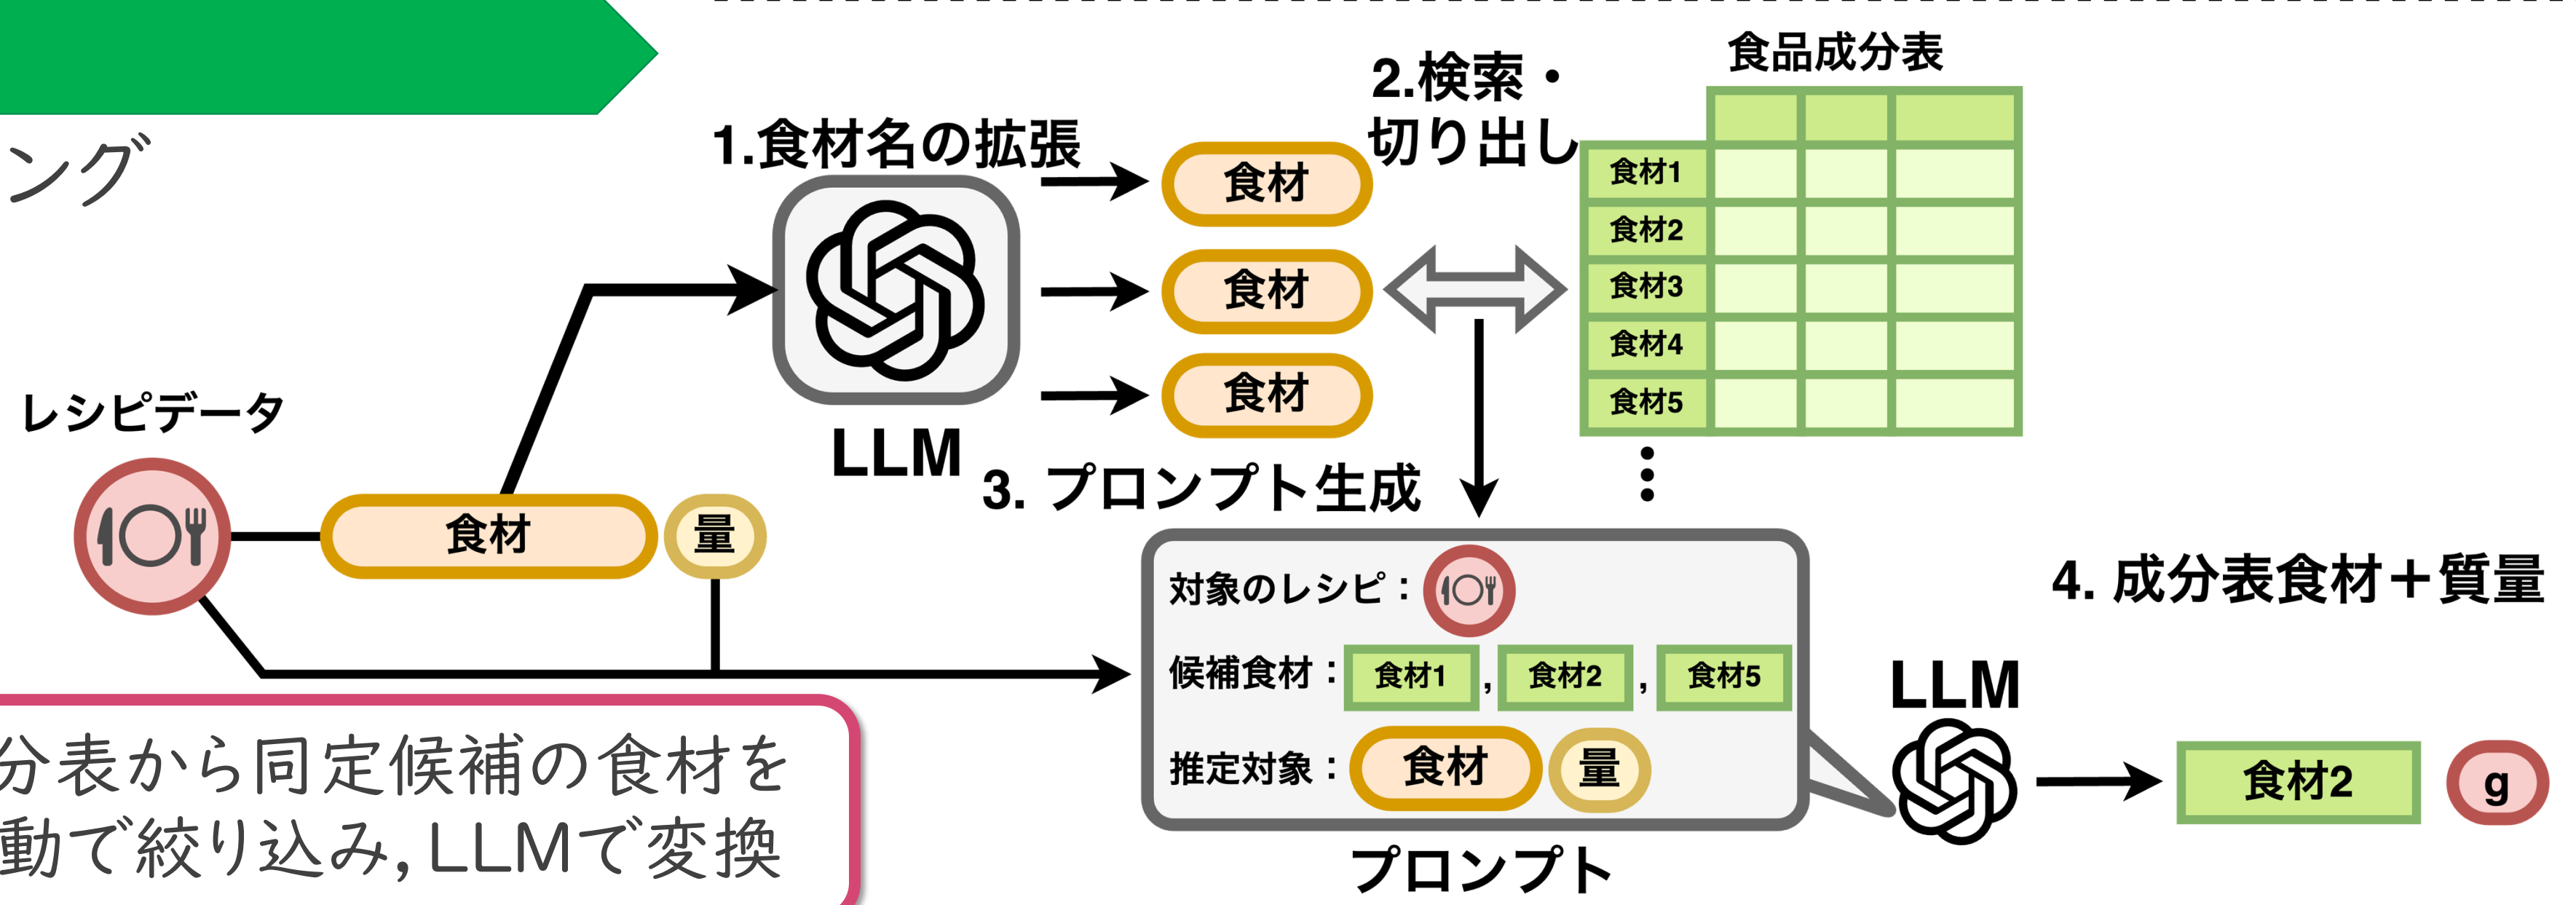 ング
1.食材名の拡張
2.検索・
切り出し
食品成分表
食材
食材
食材
食材1
食材2
食材3
食材4
食材5
LLM
レシピデータ
食材
量
3. プロンプト生成
対象のレシピ：
候補食材：食材1 , 食材2 , 食材5
推定対象：食材 量
プロンプト
4. 成分表食材＋質量
LLM
食材2 g
分表から同定候補の食材を
動で絞り込み, LLMで変換